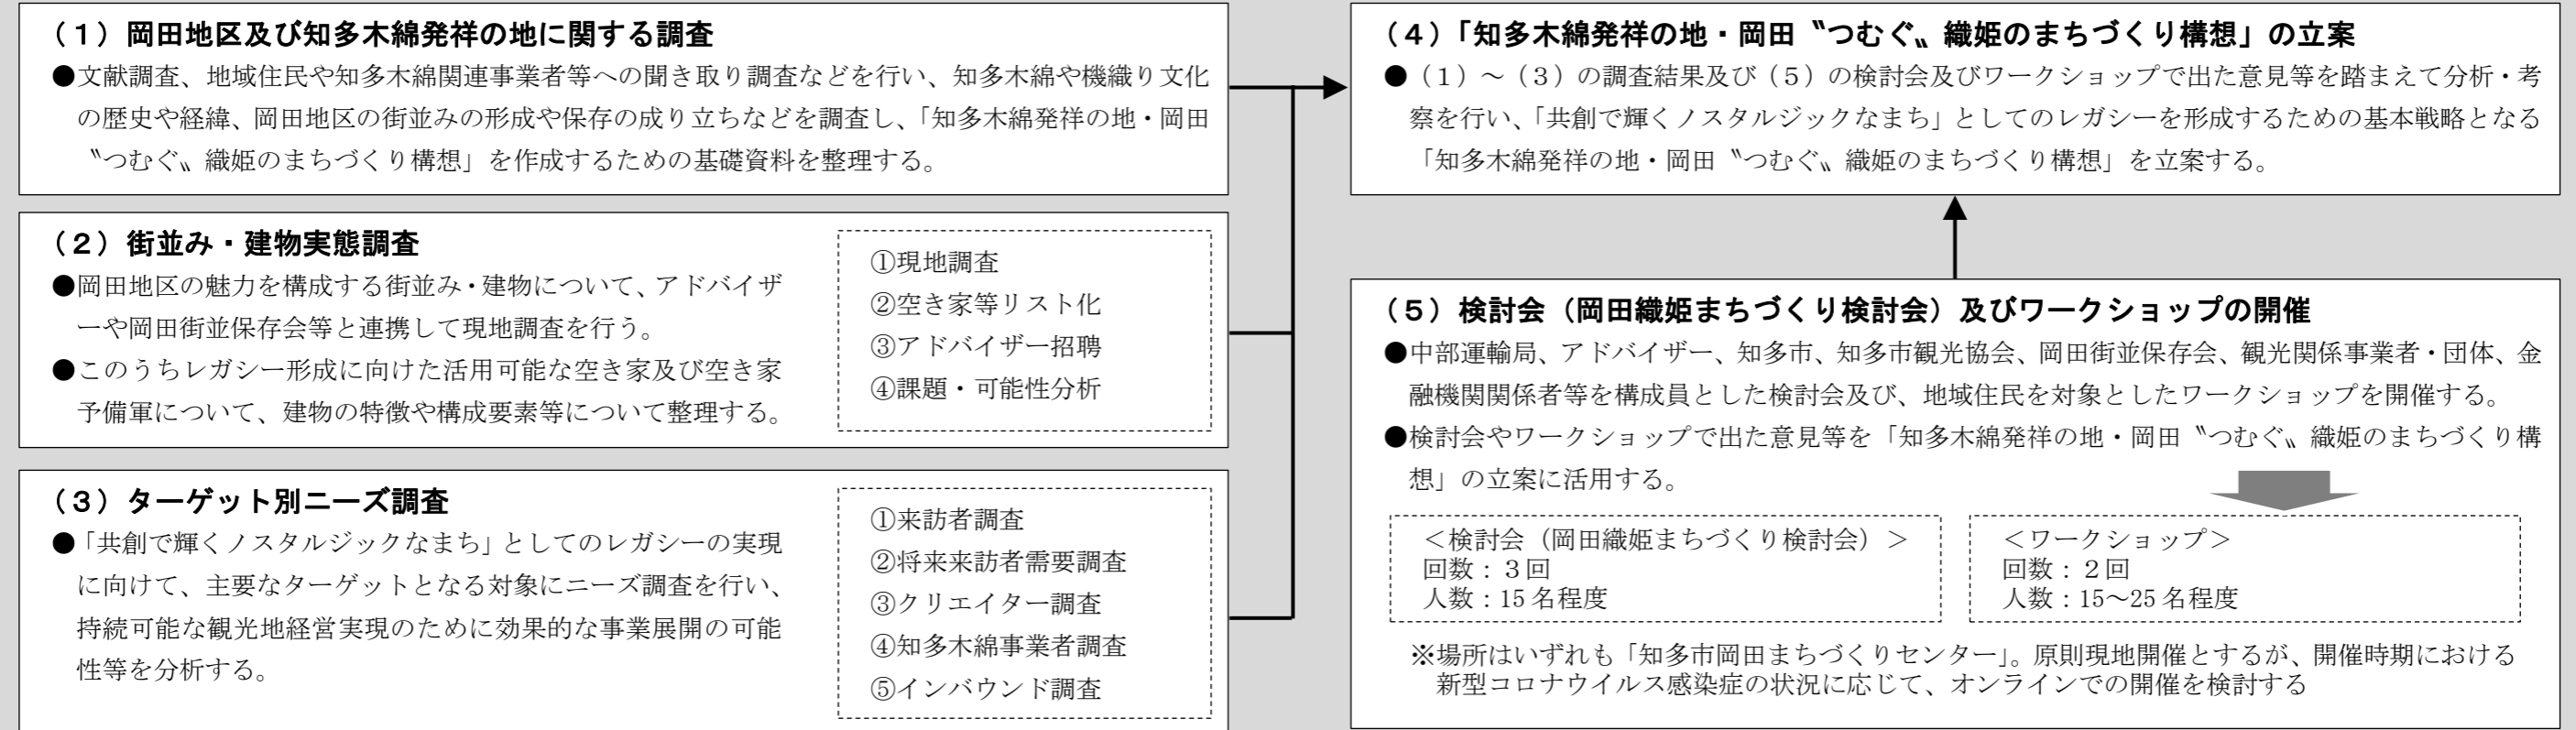 （１）岡田地区及び知多木綿発祥の地に関する調査
●文献調査、地域住民や知多木綿関連事業者等への聞き取り調査などを行い、知多木綿や機織り文化
の歴史や経緯、岡田地区の街並みの形成や保存の成り立ちなどを調査し、「知多木綿発祥の地・岡田
〝つむぐ〟織姫のまちづくり構想」を作成するための基礎資料を整理する。
（２）街並み・建物実態調査
●岡田地区の魅力を構成する街並み・建物について、アドバイザ
ーや岡田街並保存会等と連携して現地調査を行う。
●このうちレガシー形成に向けた活用可能な空き家及び空き家
予備軍について、建物の特徴や構成要素等について整理する。
①現地調査
②空き家等リスト化
③アドバイザー招聘
④課題・可能性分析
（３）ターゲット別ニーズ調査
●「共創で輝くノスタルジックなまち」としてのレガシーの実現
に向けて、主要なターゲットとなる対象にニーズ調査を行い、
持続可能な観光地経営実現のために効果的な事業展開の可能
性等を分析する。
①来訪者調査
②将来来訪者需要調査
③クリエイター調査
④知多木綿事業者調査
⑤インバウンド調査
（４）「知多木綿発祥の地・岡田〝つむぐ〟織姫のまちづくり構想」の立案
●（１）～（３）の調査結果及び（５）の検討会及びワークショップで出た意見等を踏まえて分析・考
察を行い、「共創で輝くノスタルジックなまち」としてのレガシーを形成するための基本戦略となる
「知多木綿発祥の地・岡田〝つむぐ〟織姫のまちづくり構想」を立案する。
（５）検討会（岡田織姫まちづくり検討会）及びワークショップの開催
●中部運輸局、アドバイザー、知多市、知多市観光協会、岡田街並保存会、観光関係事業者・団体、金
融機関関係者等を構成員とした検討会及び、地域住民を対象としたワークショップを開催する。
●検討会やワークショップで出た意見等を「知多木綿発祥の地・岡田〝つむぐ〟織姫のまちづくり構
想」の立案に活用する。
＜検討会（岡田織姫まちづくり検討会）＞
回数：３回
人数：15名程度
＜ワークショップ＞
回数：２回
人数：15～25名程度
※場所はいずれも「知多市岡田まちづくりセンター」。原則現地開催とするが、開催時期における
新型コロナウイルス感染症の状況に応じて、オンラインでの開催を検討する